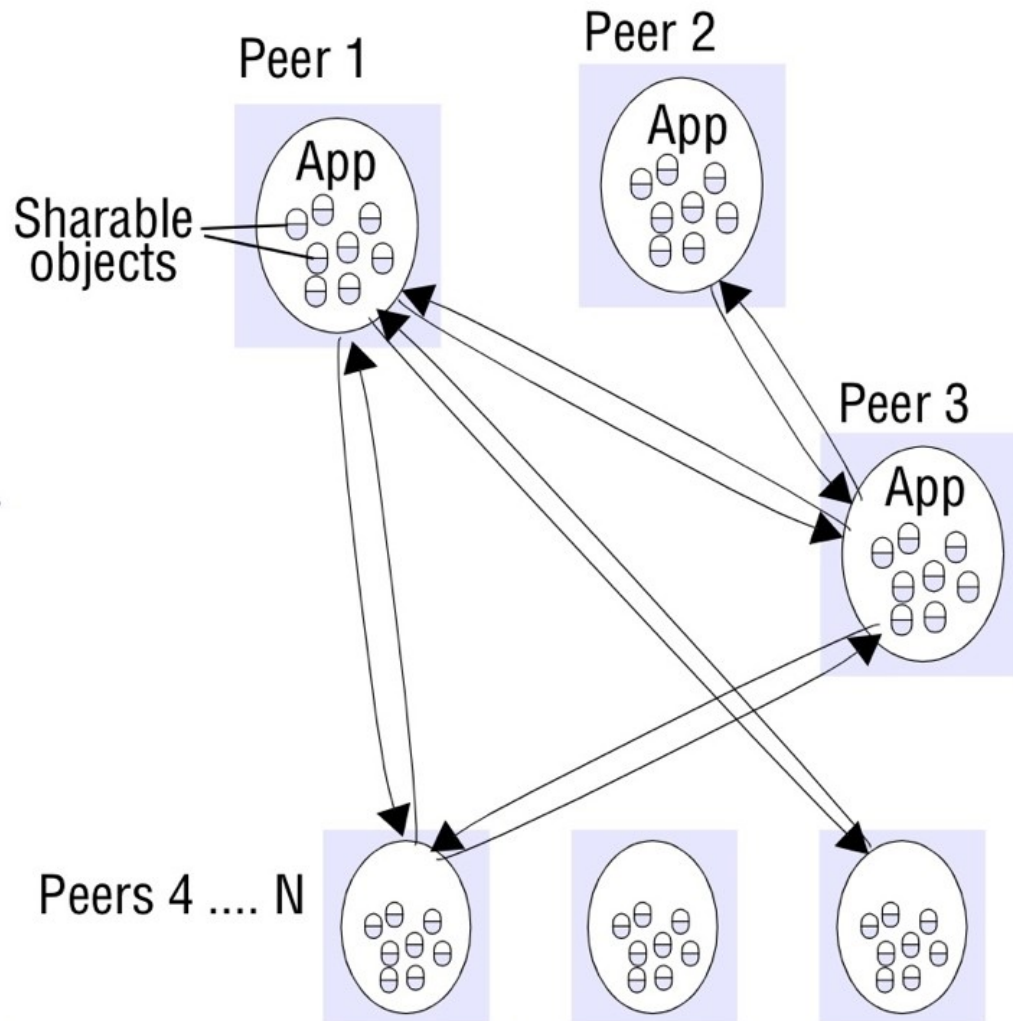 Peer 1
Peer 2
App
App
Sharable
objects
Peer 3
App
Peers 4 .... N